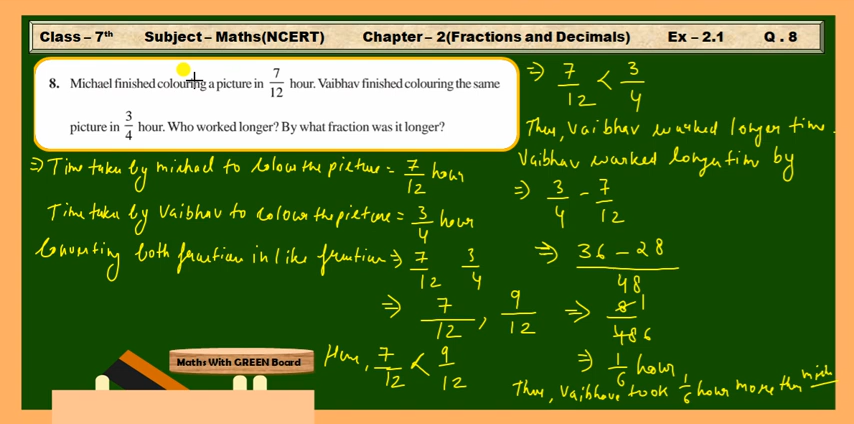 Class – 7th Subject – Maths(NCERT) Chapter – 2(Fractions and Decimals) Ex – 2.1 Q . 8
8. Michael finished colouring a picture in 7/12 hour. Vaibhav finished colouring the same
picture in 3/4 hour. Who worked longer? By what fraction was it longer?
⇒ Time taken by michael to colour the picture = 7/12 hour
Time taken by Vaibhav to colour the picture = 3/4 hour
Converting both fraction in like fraction ⇒ 7/12 3/4
⇒ 7/12 , 9/12
Here, 7/12 < 9/12
⇒ 7/12 < 3/4
Thus, Vaibhav worked longer time.
Vaibhav worked longer time by
⇒ 3/4 - 7/12
⇒ 36 - 28 / 48
⇒ 8 1 / 48 6
⇒ 1/6 hour
Thus, Vaibhave took 1/6 hour more than
Maths With GREEN Board